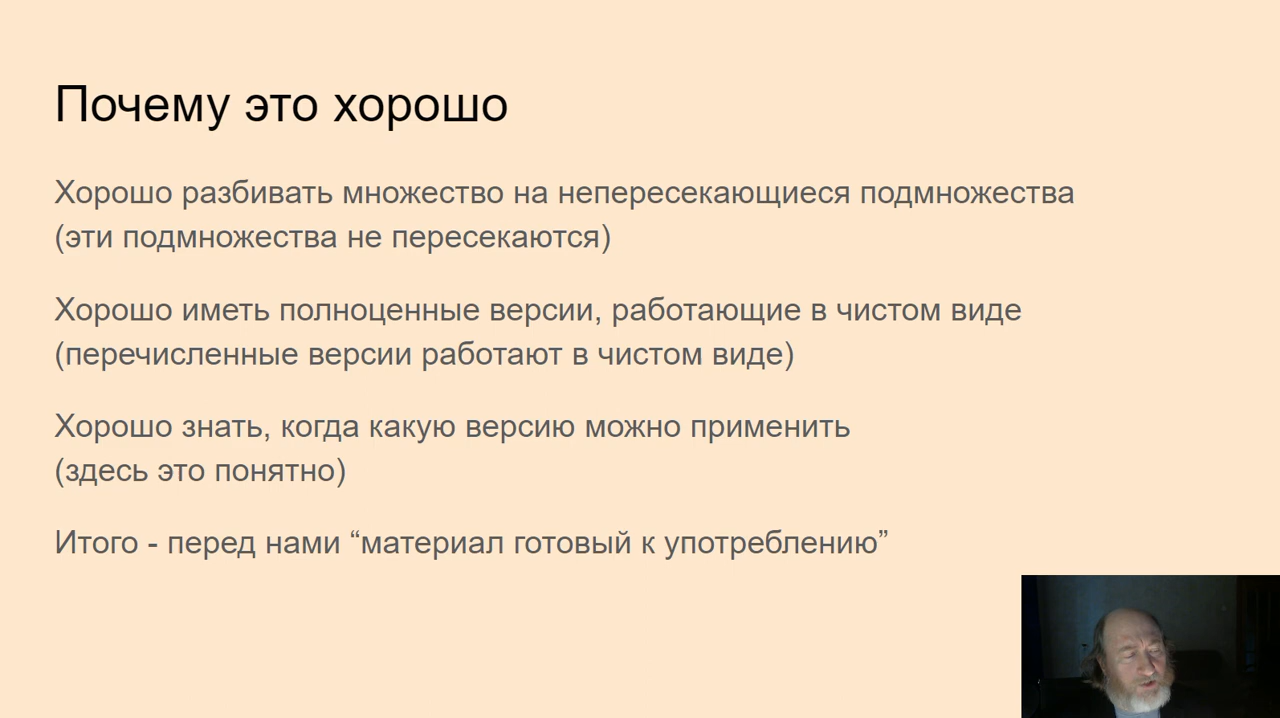 Почему это хорошо
Хорошо разбивать множество на непересекающиеся подмножества
(эти подмножества не пересекаются)
Хорошо иметь полноценные версии, работающие в чистом виде
(перечисленные версии работают в чистом виде)
Хорошо знать, когда какую версию можно применить
(здесь это понятно)
Итого - перед нами “материал готовый к употреблению”